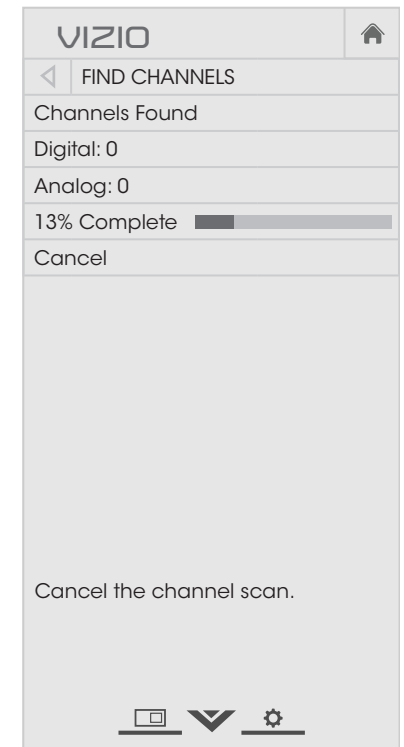 VIZIO
FIND CHANNELS
Channels Found
Digital: 0
Analog: 0
13% Complete
Cancel
Cancel the channel scan.